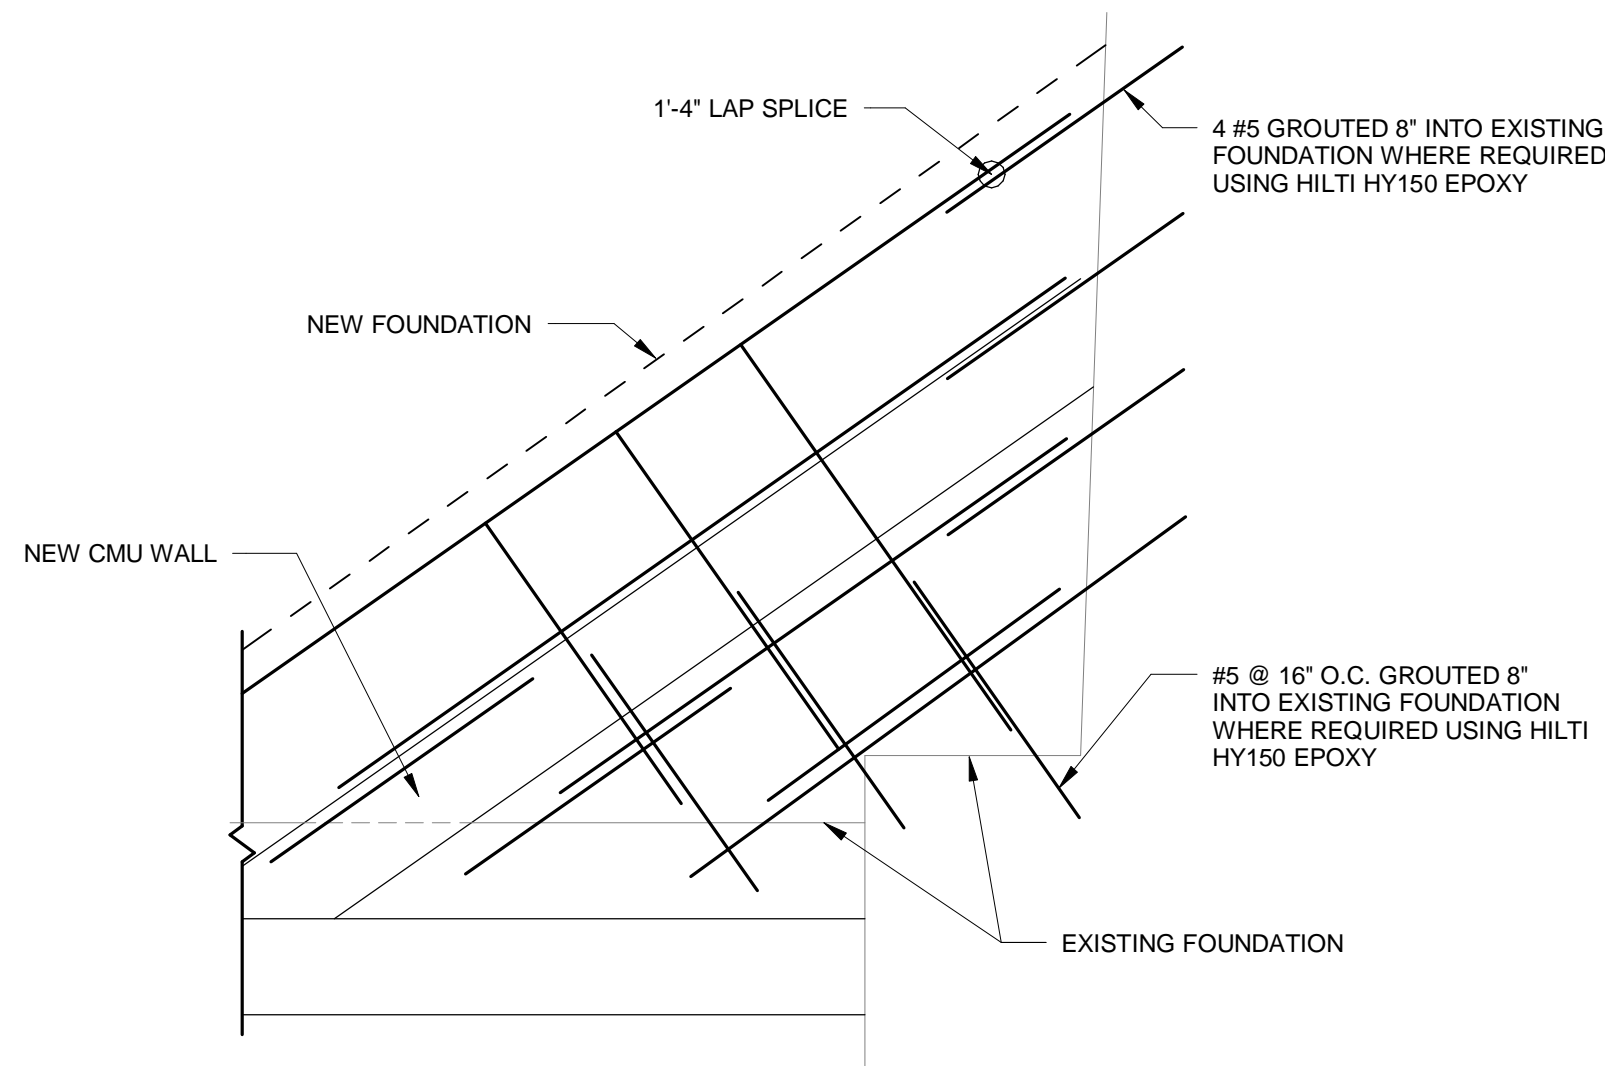 1'-4" LAP SPLICE
4 #5 GROUTED 8" INTO EXISTING
FOUNDATION WHERE REQUIRED
USING HILTI HY150 EPOXY
NEW FOUNDATION
NEW CMU WALL
#5 @ 16" O.C. GROUTED 8"
INTO EXISTING FOUNDATION
WHERE REQUIRED USING HILTI
HY150 EPOXY
EXISTING FOUNDATION